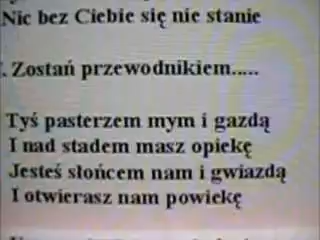 Nic bez Ciebie się nie stanie
. Zostań przewodnikiem.....
Tyś pasterzem mym i gazdą
I nad stadem masz opiekę
Jesteś słońcem nam i gwiazdą
I otwierasz nam powiekę